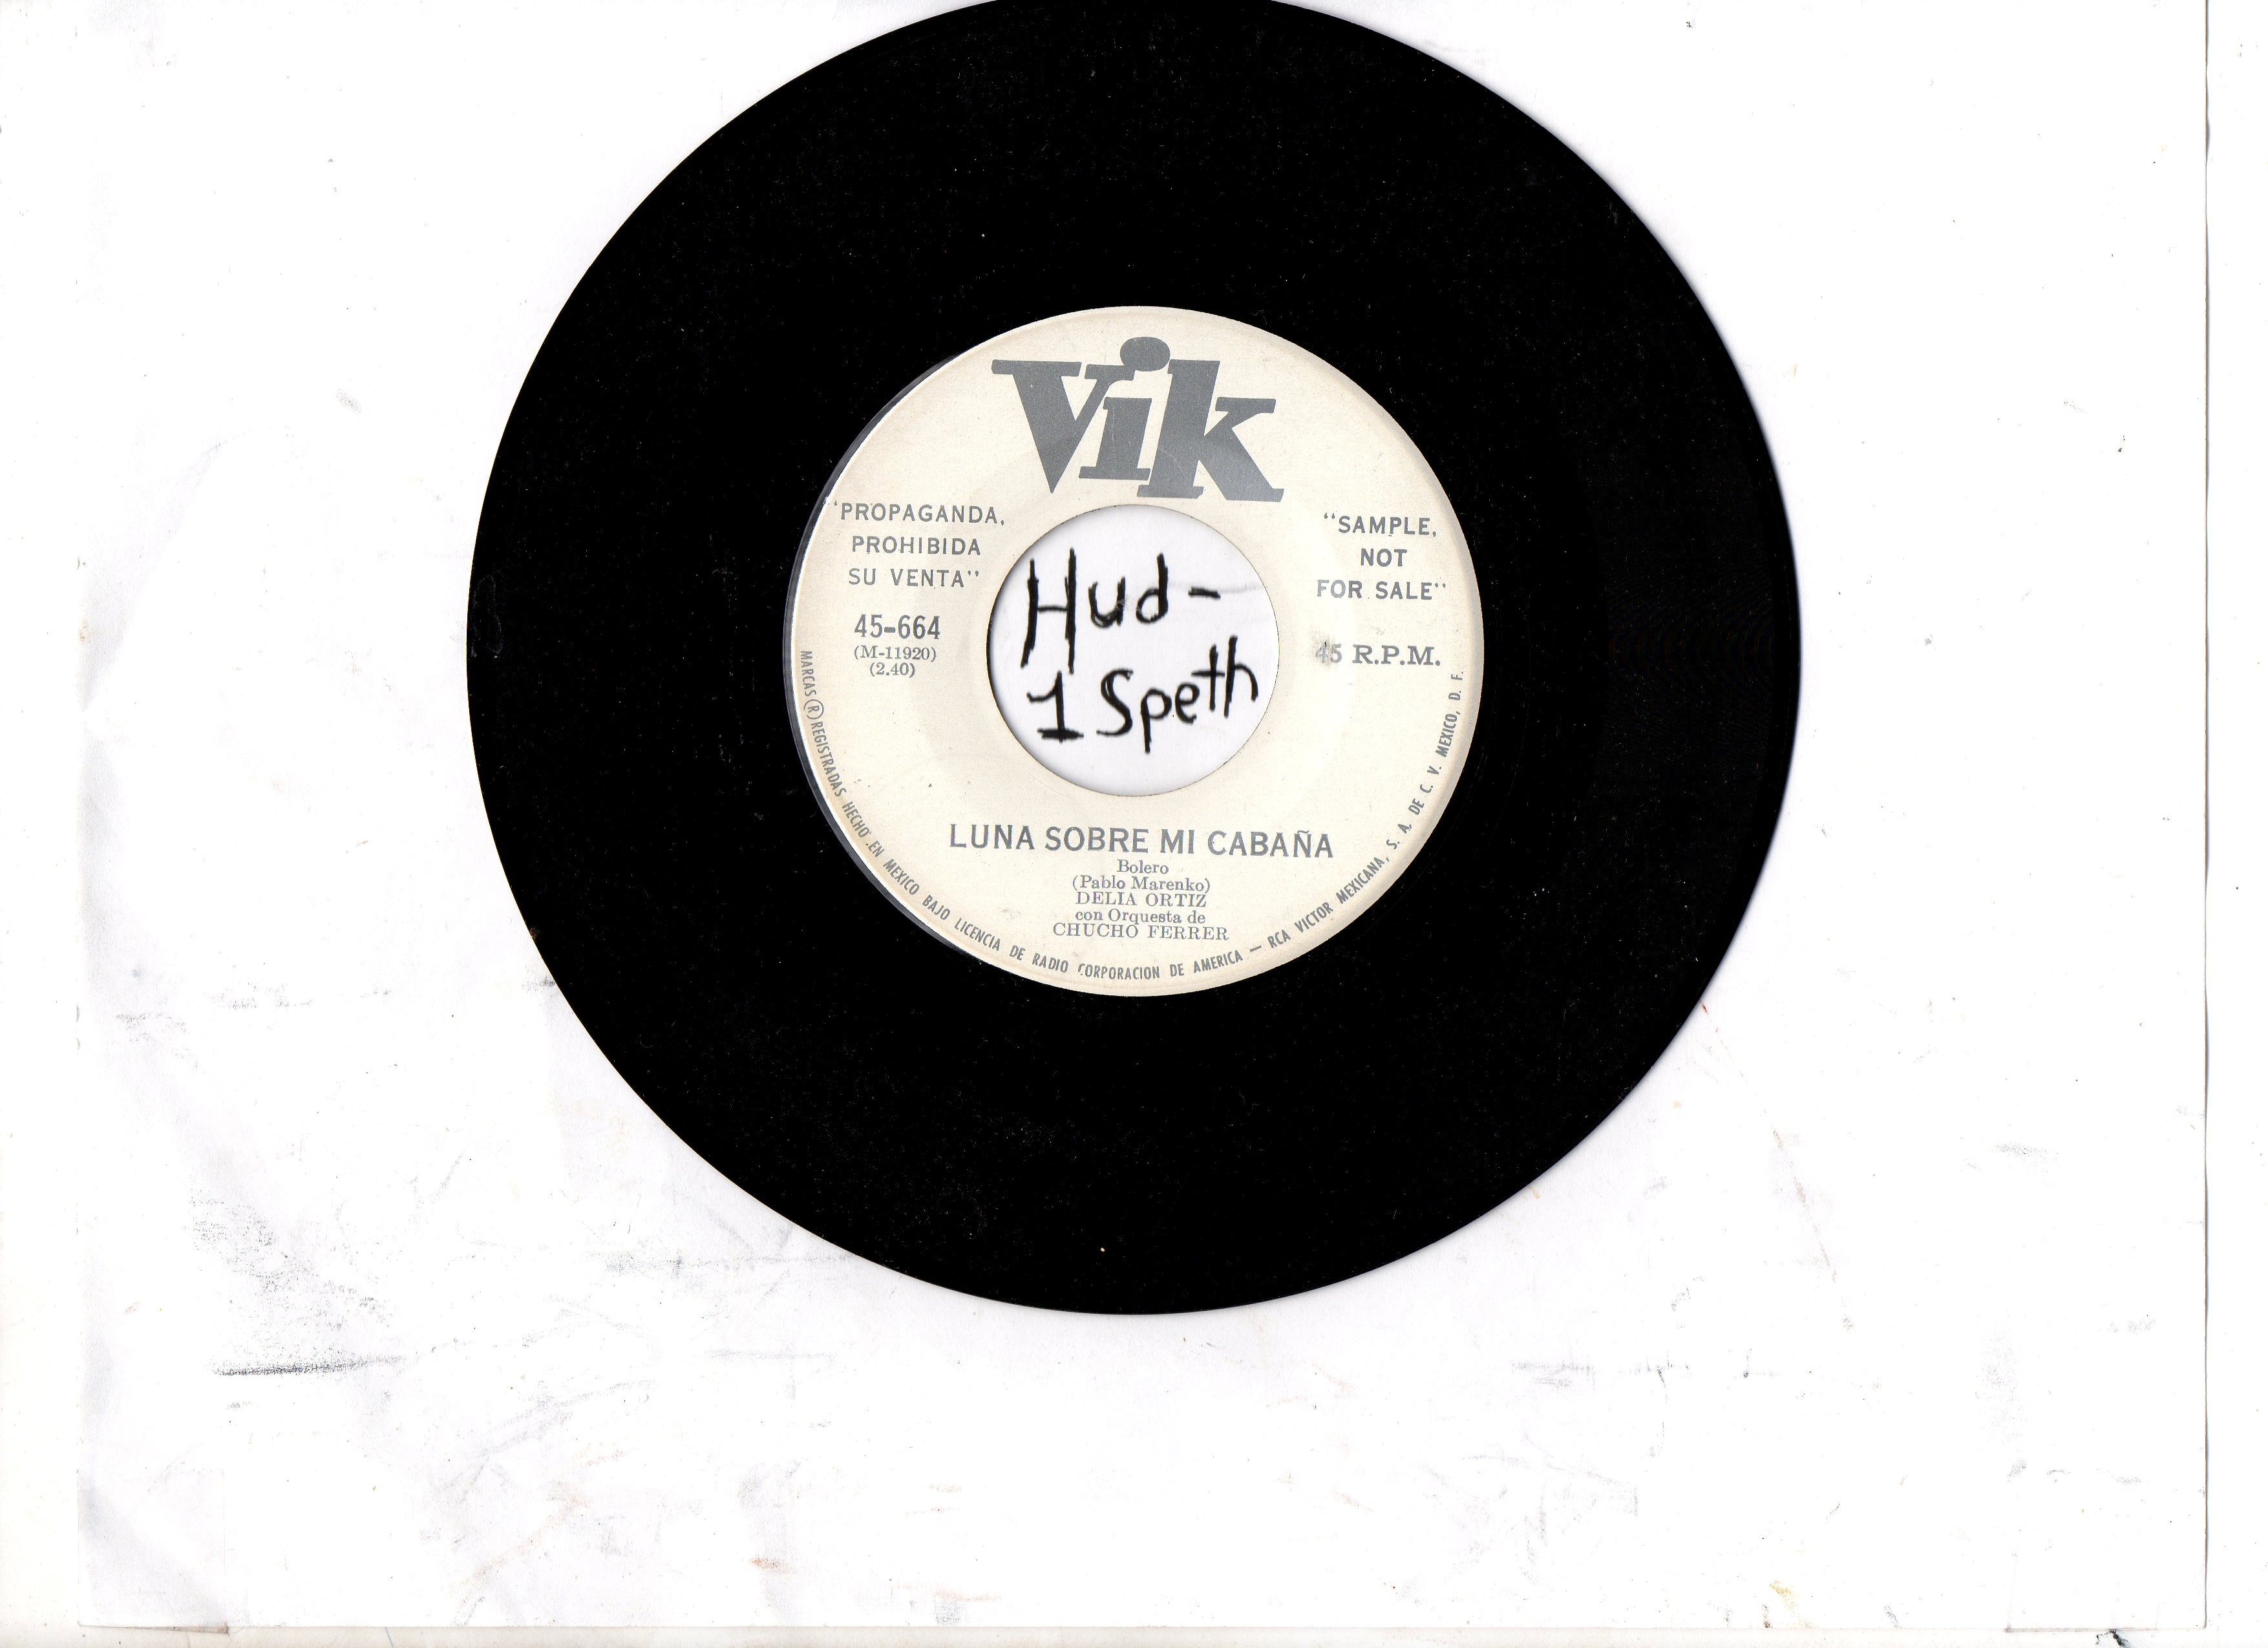 Vik
"PROPAGANDA,
PROHIBIDA
SU VENTA"
"SAMPLE,
NOT
FOR SALE"
45-664
(M-11920)
(2.40)
45 R.P.M.
Hud-
1 Speth
LUNA SOBRE MI CABAÑA
Bolero
(Pablo Marenko)
DELIA ORTIZ
con Orquesta de
CHUCHO FERRER
MARCAS ® REGISTRADAS HECHO EN MEXICO BAJO LICENCIA DE RADIO CORPORACION DE AMERICA — RCA VICTOR MEXICANA, S. A. DE C. V. MEXICO, D. F.